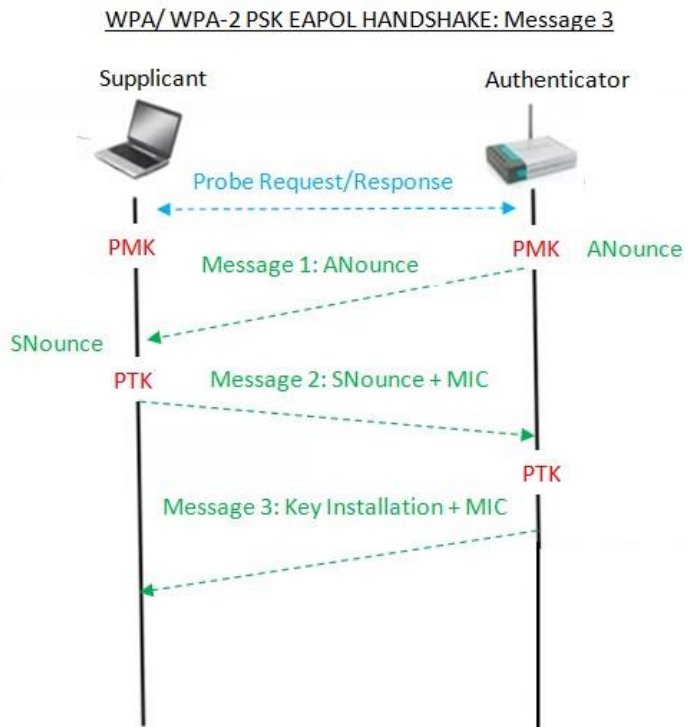 WPA/ WPA-2 PSK EAPOL HANDSHAKE: Message 3
Supplicant
Authenticator
Probe Request/Response
PMK
PMK
ANounce
Message 1: ANounce
SNounce
PTK
Message 2: SNounce + MIC
PTK
Message 3: Key Installation + MIC